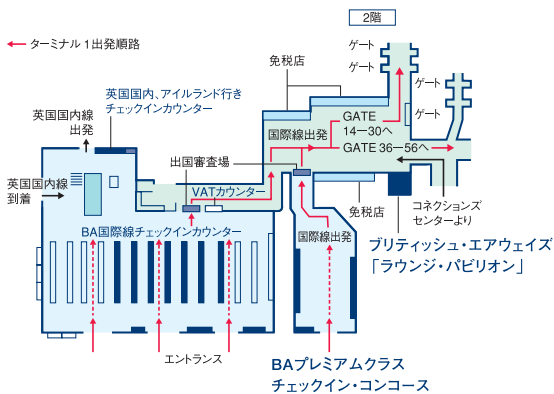 2階
ターミナル 1出発順路
ゲート
ゲート
免税店
ゲート
ゲート
英国国内、アイルランド行き
チェックインカウンター
英国国内線
出発
GATE
14ー30へ
国際線出発
GATE 36ー56へ
出国審査場
英国国内線
到着
VATカウンター
免税店
コネクションズ
センターより
BA国際線チェックインカウンター
国際線出発
ブリティッシュ・エアウェイズ
「ラウンジ・パビリオン」
エントランス
BAプレミアムクラス
チェックイン・コンコース